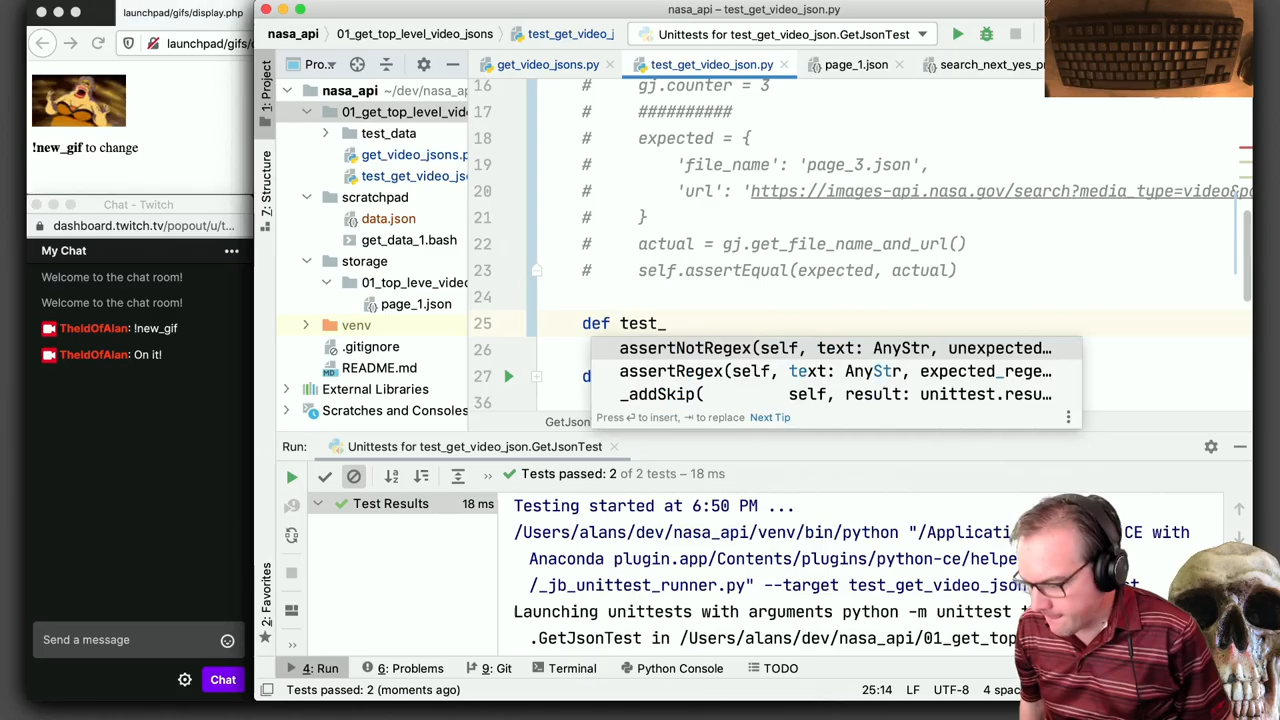 launchpad/gifs/display.php
launchpad/gifs/
!new_gif to change
Chat - Twitch
dashboard.twitch.tv/popout/u/t...
My Chat
Welcome to the chat room!
Welcome to the chat room!
TheIdOfAlan: !new_gif
TheIdOfAlan: On it!
Send a message
Chat
nasa_api – test_get_video_json.py
nasa_api
01_get_top_level_video_jsons
test_get_video_j
Unittests for test_get_video_json.GetJsonTest
Pro..
get_video_jsons.py
test_get_video_json.py
page_1.json
search_next_yes_pr
1: Project
7: Structure
2: Favorites
nasa_api ~/dev/nasa_a
01_get_top_level_vid
test_data
get_video_jsons.p
test_get_video_js
scratchpad
data.json
get_data_1.bash
storage
01_top_leve_video
page_1.json
venv
.gitignore
README.md
External Libraries
Scratches and Consoles
16 # gj.counter = 3
17 # ##########
18 # expected = {
19 # 'file_name': 'page_3.json',
20 # 'url': 'https://images-api.nasa.gov/search?media_type=video&pa
21 # }
22 # actual = gj.get_file_name_and_url()
23 # self.assertEqual(expected, actual)
24
25 def test_
26
27 d
36
assertNotRegex(self, text: AnyStr, unexpected…
assertRegex(self, text: AnyStr, expected_rege…
_addSkip( self, result: unittest.resu…
Press ⏎ to insert, ⇥ to replace Next Tip
GetJson
Run: Unittests for test_get_video_json.GetJsonTest
Tests passed: 2 of 2 tests – 18 ms
Test Results 18 ms
Testing started at 6:50 PM ...
/Users/alans/dev/nasa_api/venv/bin/python "/Applicati CE with
Anaconda plugin.app/Contents/plugins/python-ce/helpe
/_jb_unittest_runner.py" --target test_get_video_json
Launching unittests with arguments python -m unittest t
.GetJsonTest in /Users/alans/dev/nasa_api/01_get_top
4: Run
6: Problems
9: Git
Terminal
Python Console
TODO
Tests passed: 2 (moments ago)
25:14 LF UTF-8 4 spac